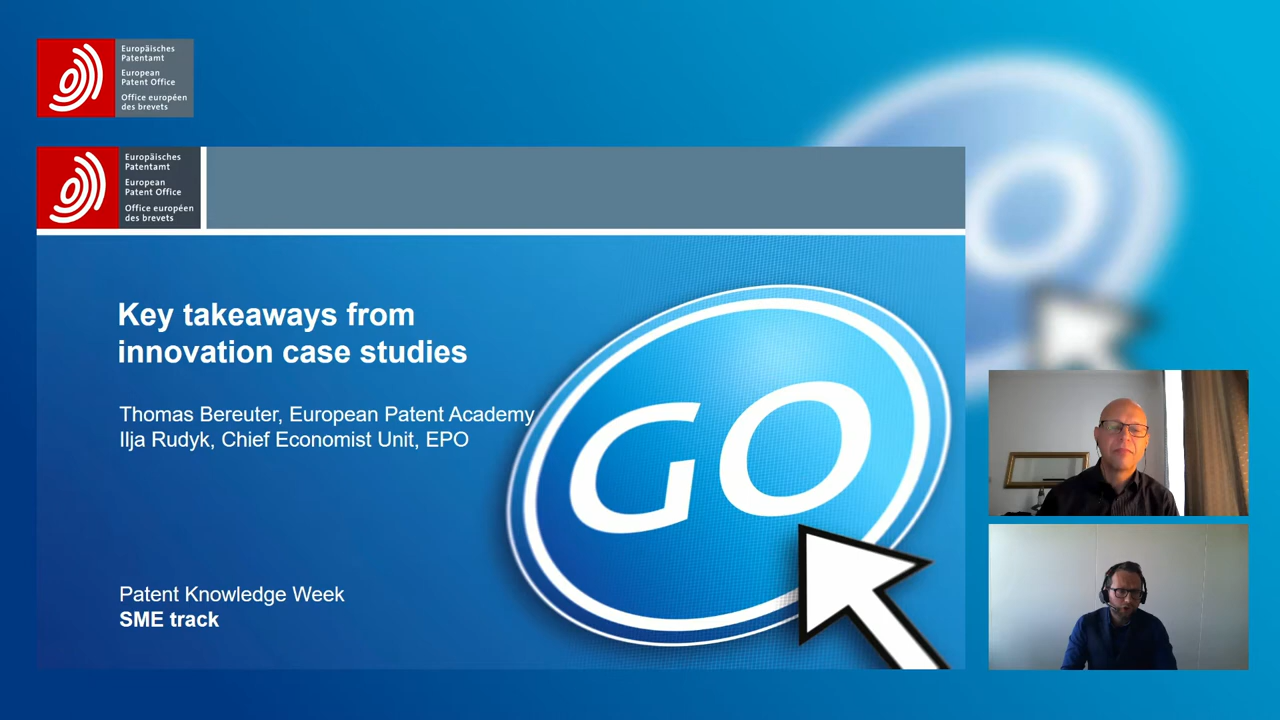 Europäisches
Patentamt
European
Patent Office
Office européen
des brevets
Europäisches
Patentamt
European
Patent Office
Office européen
des brevets
Key takeaways from
innovation case studies
Thomas Bereuter, European Patent Academy
Ilja Rudyk, Chief Economist Unit, EPO
GO
Patent Knowledge Week
SME track